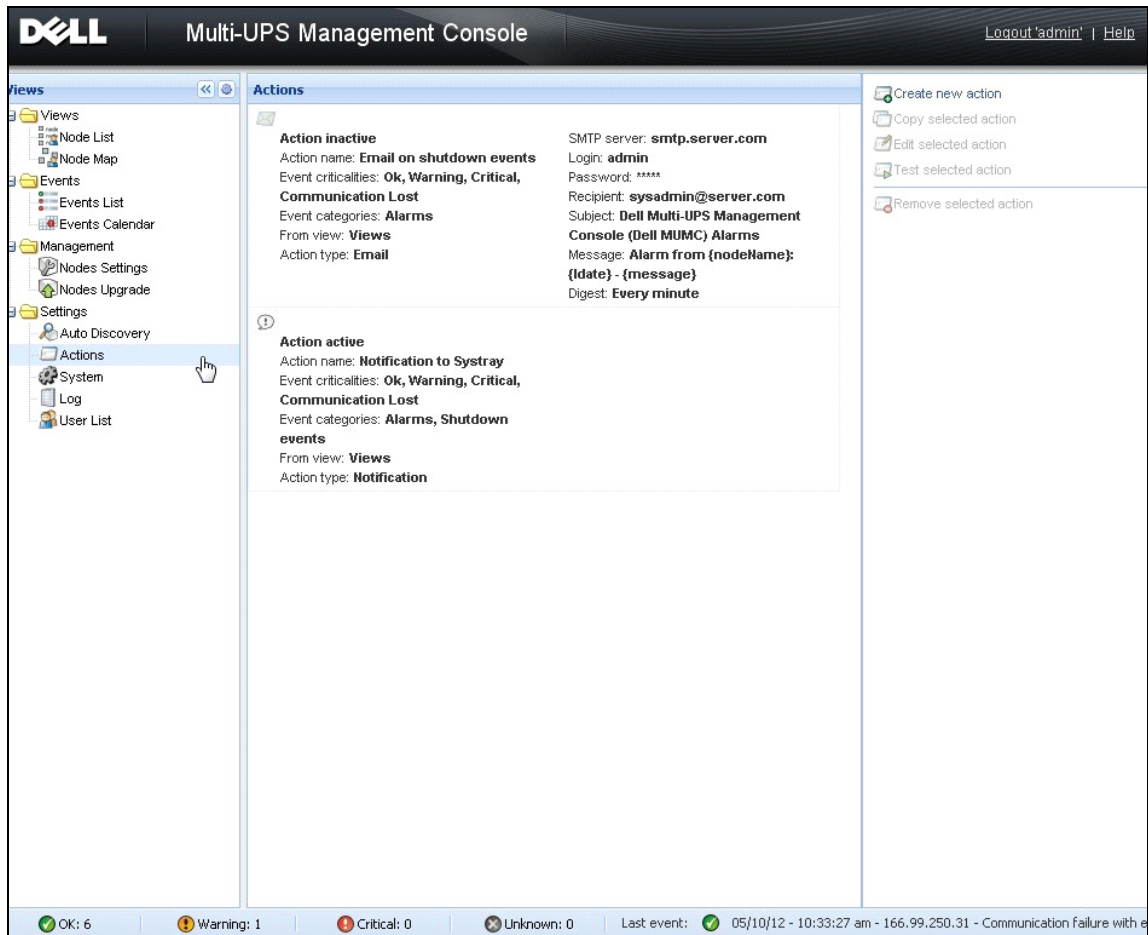 DELL
Multi-UPS Management Console
Logout 'admin' | Help
Views
Views
Node List
Node Map
Events
Events List
Events Calendar
Management
Nodes Settings
Nodes Upgrade
Settings
Auto Discovery
Actions
System
Log
User List
Actions
Action inactive
Action name: Email on shutdown events
Event criticalities: Ok, Warning, Critical,
Communication Lost
Event categories: Alarms
From view: Views
Action type: Email
SMTP server: smtp.server.com
Login: admin
Password: *****
Recipient: sysadmin@server.com
Subject: Dell Multi-UPS Management
Console (Dell MUMC) Alarms
Message: Alarm from {nodeName}:
{ldate} - {message}
Digest: Every minute
Action active
Action name: Notification to Systray
Event criticalities: Ok, Warning, Critical,
Communication Lost
Event categories: Alarms, Shutdown
events
From view: Views
Action type: Notification
Create new action
Copy selected action
Edit selected action
Test selected action
Remove selected action
OK: 6
Warning: 1
Critical: 0
Unknown: 0
Last event: 05/10/12 - 10:33:27 am - 166.99.250.31 - Communication failure with e